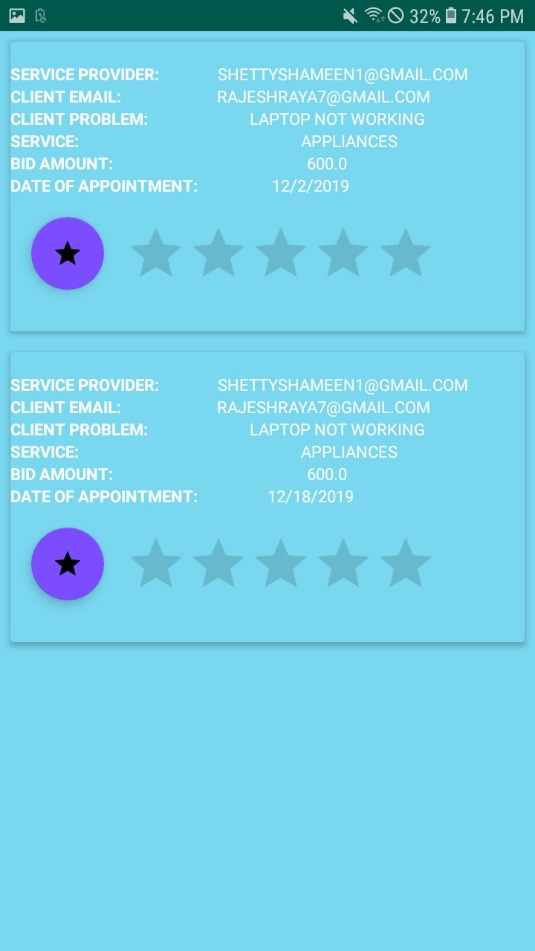 32% 7:46 PM
SERVICE PROVIDER: SHETTYSHAMEEN1@GMAIL.COM
CLIENT EMAIL: RAJESHRAYA7@GMAIL.COM
CLIENT PROBLEM: LAPTOP NOT WORKING
SERVICE: APPLIANCES
BID AMOUNT: 600.0
DATE OF APPOINTMENT: 12/2/2019
SERVICE PROVIDER: SHETTYSHAMEEN1@GMAIL.COM
CLIENT EMAIL: RAJESHRAYA7@GMAIL.COM
CLIENT PROBLEM: LAPTOP NOT WORKING
SERVICE: APPLIANCES
BID AMOUNT: 600.0
DATE OF APPOINTMENT: 12/18/2019